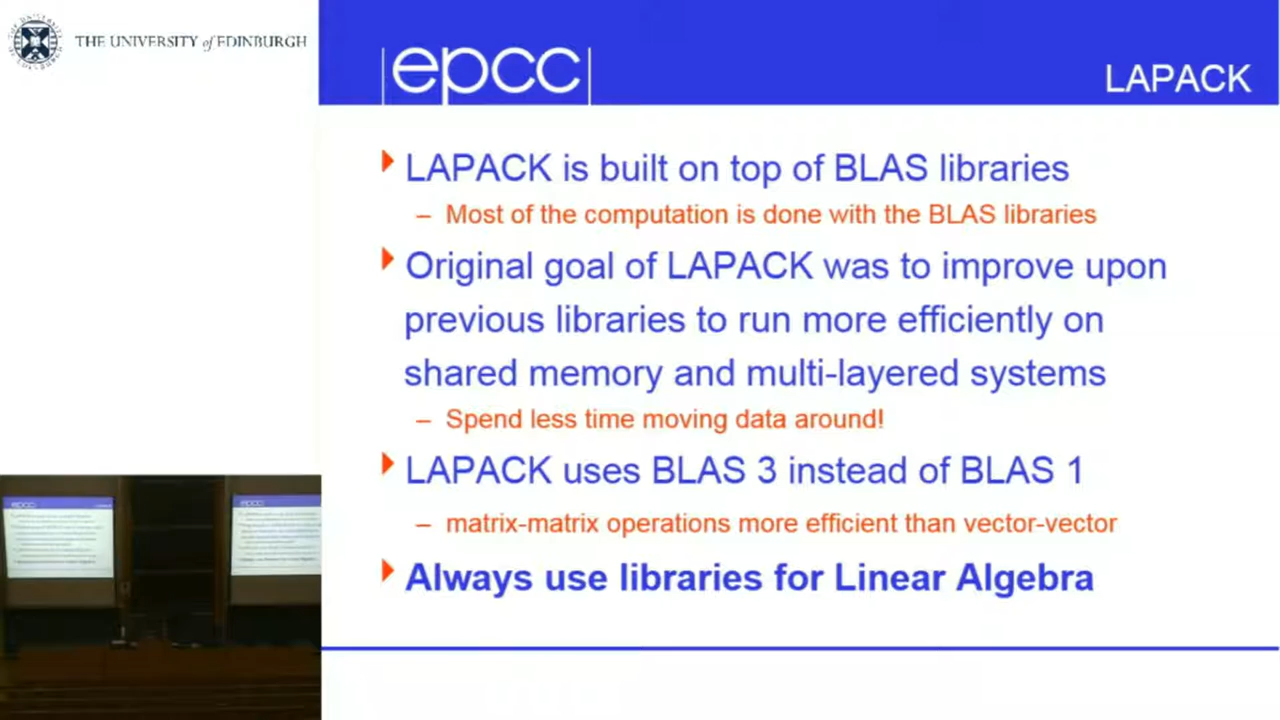 THE UNIVERSITY of EDINBURGH
epcc
LAPACK
LAPACK is built on top of BLAS libraries
– Most of the computation is done with the BLAS libraries
Original goal of LAPACK was to improve upon
previous libraries to run more efficiently on
shared memory and multi-layered systems
– Spend less time moving data around!
LAPACK uses BLAS 3 instead of BLAS 1
– matrix-matrix operations more efficient than vector-vector
Always use libraries for Linear Algebra
epcc
epcc